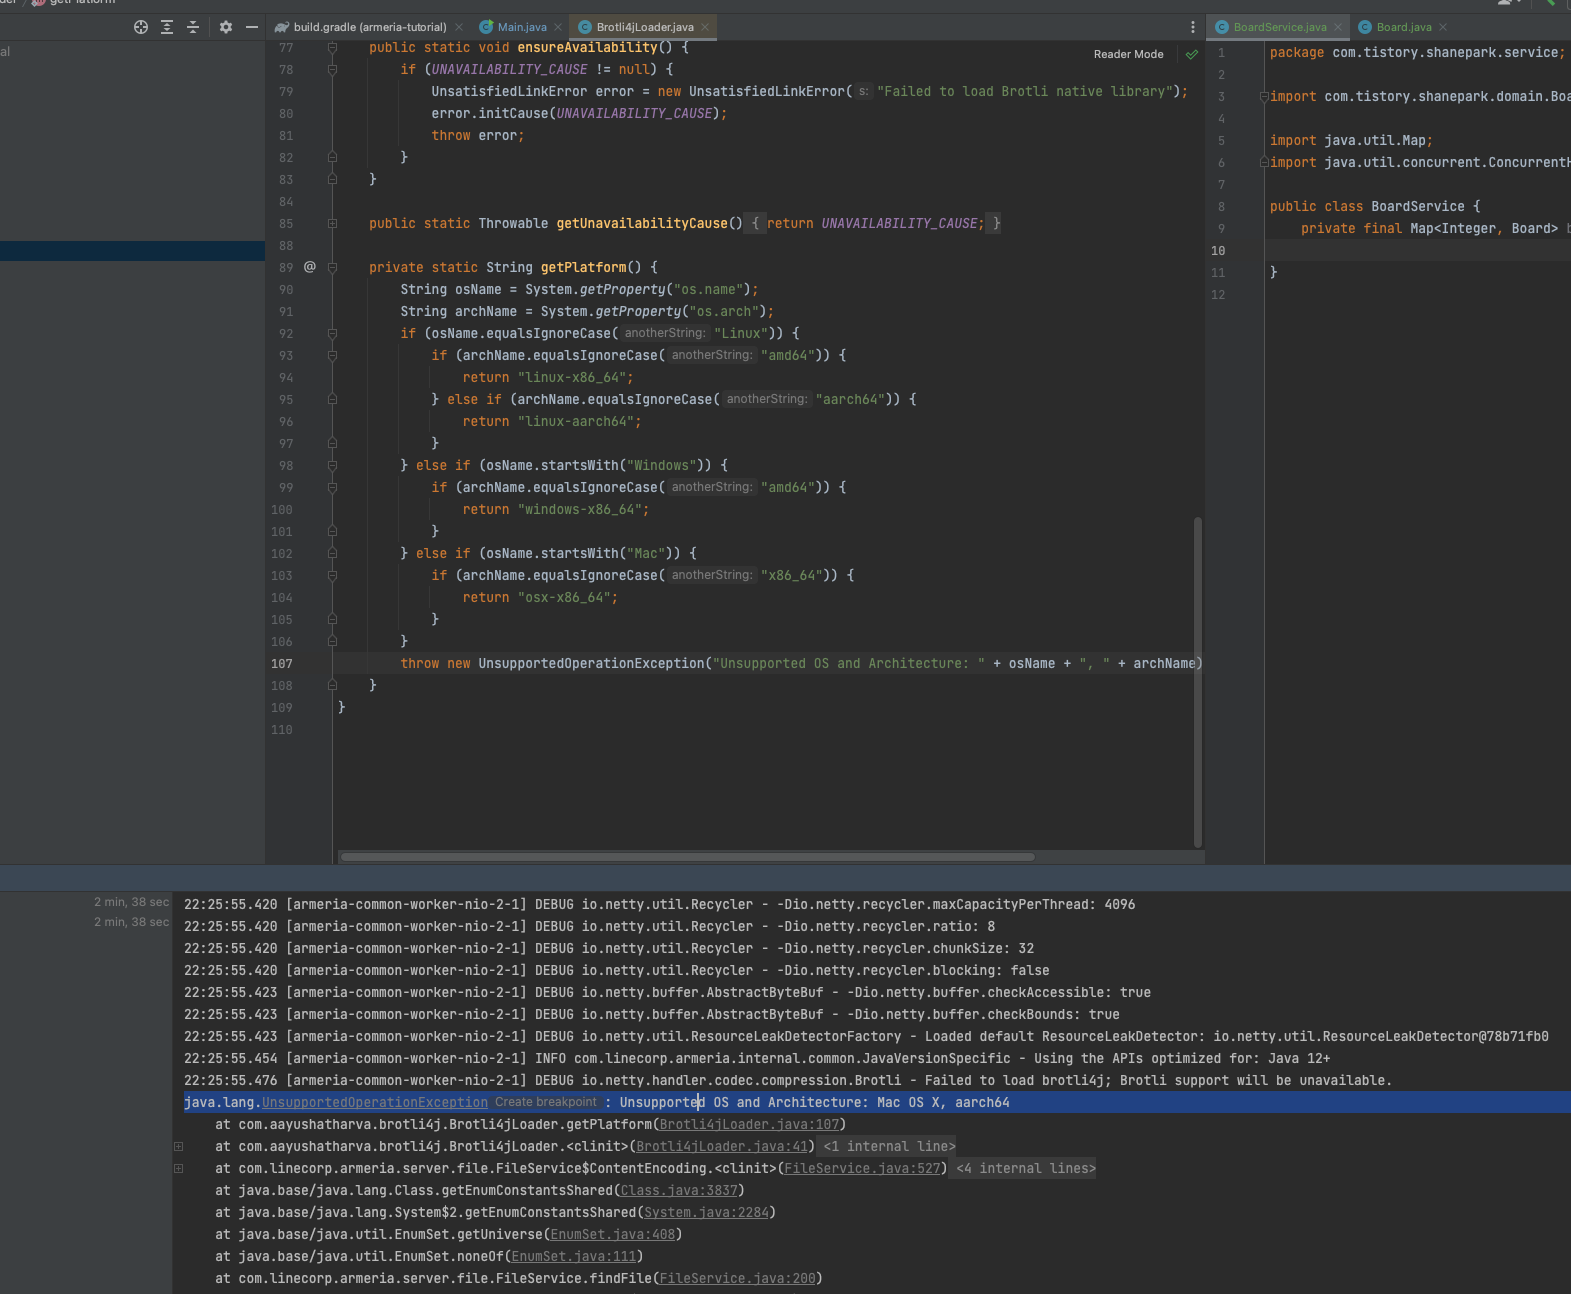 getPlatform
al
build.gradle (armeria-tutorial)
Main.java
Brotli4jLoader.java
BoardService.java
Board.java
Reader Mode
77 public static void ensureAvailability() {
78 if (UNAVAILABILITY_CAUSE != null) {
79 UnsatisfiedLinkError error = new UnsatisfiedLinkError( s: "Failed to load Brotli native library");
80 error.initCause(UNAVAILABILITY_CAUSE);
81 throw error;
82 }
83 }
84
85 public static Throwable getUnavailabilityCause() { return UNAVAILABILITY_CAUSE; }
88
89 @ private static String getPlatform() {
90 String osName = System.getProperty("os.name");
91 String archName = System.getProperty("os.arch");
92 if (osName.equalsIgnoreCase( anotherString: "Linux")) {
93 if (archName.equalsIgnoreCase( anotherString: "amd64")) {
94 return "linux-x86_64";
95 } else if (archName.equalsIgnoreCase( anotherString: "aarch64")) {
96 return "linux-aarch64";
97 }
98 } else if (osName.startsWith("Windows")) {
99 if (archName.equalsIgnoreCase( anotherString: "amd64")) {
100 return "windows-x86_64";
101 }
102 } else if (osName.startsWith("Mac")) {
103 if (archName.equalsIgnoreCase( anotherString: "x86_64")) {
104 return "osx-x86_64";
105 }
106 }
107 throw new UnsupportedOperationException("Unsupported OS and Architecture: " + osName + ", " + archName)
108 }
109 }
110
1 package com.tistory.shanepark.service;
2
3 import com.tistory.shanepark.domain.Boa
4
5 import java.util.Map;
6 import java.util.concurrent.ConcurrentH
7
8 public class BoardService {
9 private final Map<Integer, Board> b
10
11 }
12
2 min, 38 sec
2 min, 38 sec
22:25:55.420 [armeria-common-worker-nio-2-1] DEBUG io.netty.util.Recycler - -Dio.netty.recycler.maxCapacityPerThread: 4096
22:25:55.420 [armeria-common-worker-nio-2-1] DEBUG io.netty.util.Recycler - -Dio.netty.recycler.ratio: 8
22:25:55.420 [armeria-common-worker-nio-2-1] DEBUG io.netty.util.Recycler - -Dio.netty.recycler.chunkSize: 32
22:25:55.420 [armeria-common-worker-nio-2-1] DEBUG io.netty.util.Recycler - -Dio.netty.recycler.blocking: false
22:25:55.423 [armeria-common-worker-nio-2-1] DEBUG io.netty.buffer.AbstractByteBuf - -Dio.netty.buffer.checkAccessible: true
22:25:55.423 [armeria-common-worker-nio-2-1] DEBUG io.netty.buffer.AbstractByteBuf - -Dio.netty.buffer.checkBounds: true
22:25:55.423 [armeria-common-worker-nio-2-1] DEBUG io.netty.util.ResourceLeakDetectorFactory - Loaded default ResourceLeakDetector: io.netty.util.ResourceLeakDetector@78b71fb0
22:25:55.454 [armeria-common-worker-nio-2-1] INFO com.linecorp.armeria.internal.common.JavaVersionSpecific - Using the APIs optimized for: Java 12+
22:25:55.476 [armeria-common-worker-nio-2-1] DEBUG io.netty.handler.codec.compression.Brotli - Failed to load brotli4j; Brotli support will be unavailable.
java.lang.UnsupportedOperationException Create breakpoint : Unsupported OS and Architecture: Mac OS X, aarch64
at com.aayushatharva.brotli4j.Brotli4jLoader.getPlatform(Brotli4jLoader.java:107)
at com.aayushatharva.brotli4j.Brotli4jLoader.<clinit>(Brotli4jLoader.java:41) <1 internal line>
at com.linecorp.armeria.server.file.FileService$ContentEncoding.<clinit>(FileService.java:527) <4 internal lines>
at java.base/java.lang.Class.getEnumConstantsShared(Class.java:3837)
at java.base/java.lang.System$2.getEnumConstantsShared(System.java:2284)
at java.base/java.util.EnumSet.getUniverse(EnumSet.java:408)
at java.base/java.util.EnumSet.noneOf(EnumSet.java:111)
at com.linecorp.armeria.server.file.FileService.findFile(FileService.java:200)